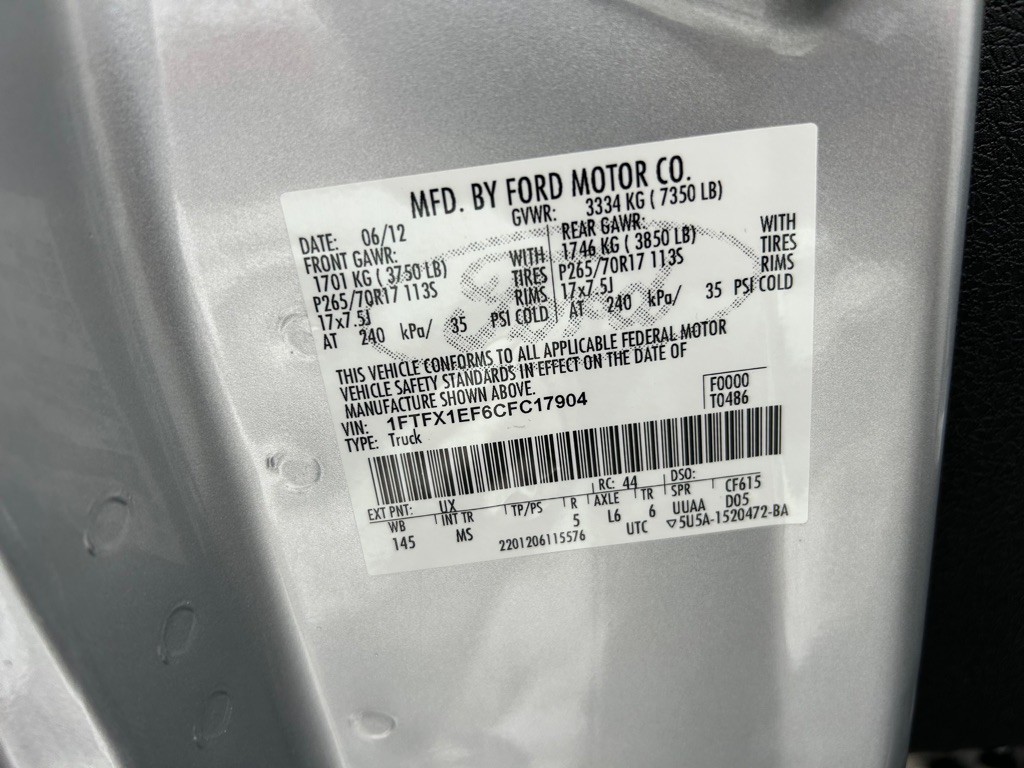 MFD. BY FORD MOTOR CO.
DATE: 06/12 GVWR: 3334 KG ( 7350 LB)
FRONT GAWR: REAR GAWR:
1701 KG ( 3750 LB) WITH 1746 KG ( 3850 LB) WITH
P265/70R17 113S TIRES P265/70R17 113S TIRES
17x7.5J RIMS 17x7.5J RIMS
AT 240 kPa/ 35 PSI COLD AT 240 kPa/ 35 PSI COLD
Ford
THIS VEHICLE CONFORMS TO ALL APPLICABLE FEDERAL MOTOR
VEHICLE SAFETY STANDARDS IN EFFECT ON THE DATE OF
MANUFACTURE SHOWN ABOVE.
VIN: 1FTFX1EF6CFC17904 F0000
TYPE: Truck T0486
EXT PNT: UX RC: 44 DSO:
WB INT TR TP/PS R AXLE TR SPR CF615
145 MS 5 L6 6 UUAA D05
2201206115576 UTC ▽5U5A-1520472-BA